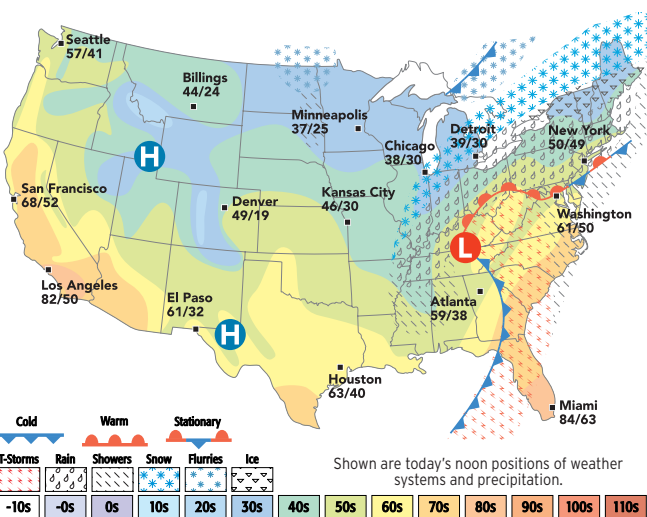 Seattle
57/41
Billings
44/24
Minneapolis
37/25
Chicago
38/30
Detroit
39/30
New York
50/49
H
San Francisco
68/52
Denver
49/19
Kansas City
46/30
Washington
61/50
L
Los Angeles
82/50
El Paso
61/32
Atlanta
59/38
H
Houston
63/40
Miami
84/63
Cold
Warm
Stationary
T-Storms Rain Showers Snow Flurries Ice
Shown are today's noon positions of weather
systems and precipitation.
-10s -0s 0s 10s 20s 30s 40s 50s 60s 70s 80s 90s 100s 110s